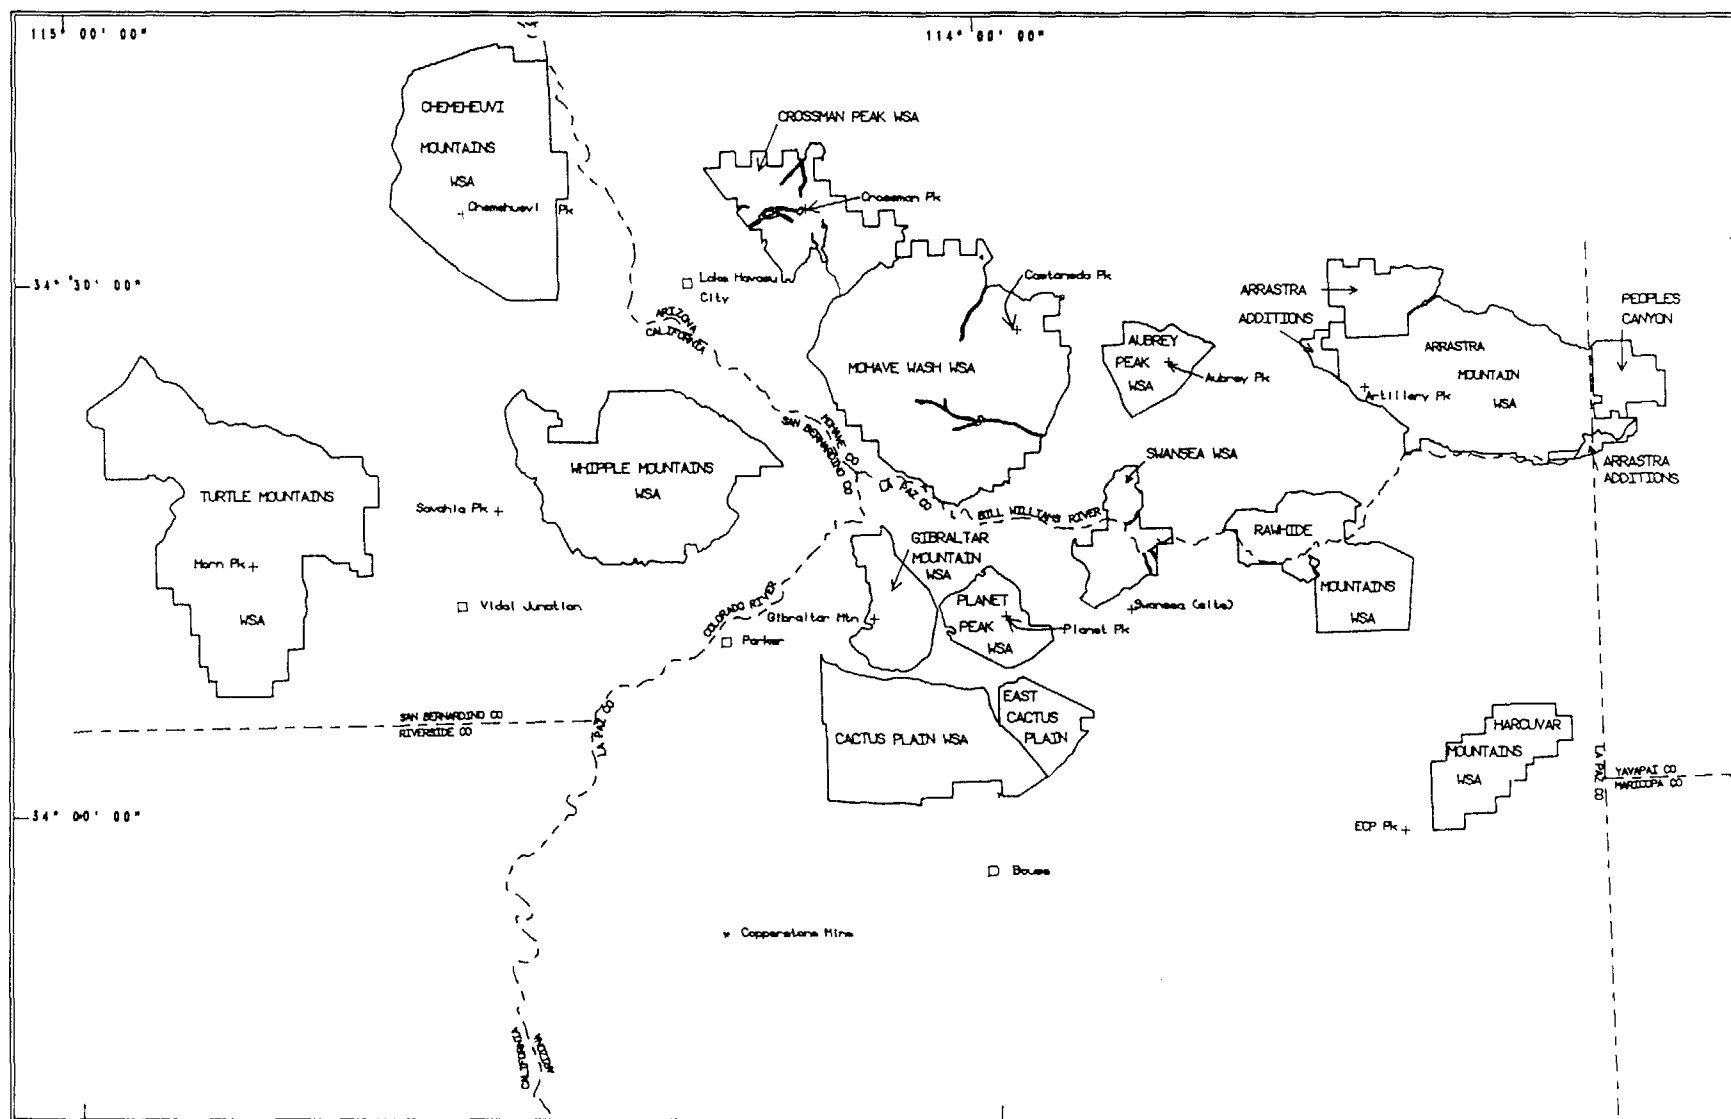 115° 00' 00"
114° 00' 00"
CHEMEHEUVI
MOUNTAINS
WSA
Chemehuevi Pk
CROSSMAN PEAK WSA
Crossman Pk
Lake Havasu
City
34° 30' 00"
Castaneda Pk
MOHAVE WASH WSA
AUBREY
PEAK
WSA
Aubrey Pk
ARRASTRA
ADDITIONS
PEOPLES
CANYON
ARRASTRA
MOUNTAIN
WSA
Artillery Pk
ARRASTRA
ADDITIONS
ARIZONA
CALIFORNIA
MOHAVE CO
SAN BERNARDINO CO
LA PAZ CO
BILL WILLIAMS RIVER
SWANSEA WSA
Swansea (site)
RAWHIDE
MOUNTAINS
WSA
TURTLE MOUNTAINS
WSA
Horn Pk
WHIPPLE MOUNTAINS
WSA
Savahia Pk
Vidal Junction
COLORADO RIVER
Parker
GIBRALTAR
MOUNTAIN
WSA
Gibraltar Mtn
PLANET
PEAK
WSA
Planet Pk
EAST
CACTUS
PLAIN
CACTUS PLAIN WSA
SAN BERNARDINO CO
RIVERSIDE CO
LA PAZ CO
HARCUVAR
MOUNTAINS
WSA
LA PAZ CO
YAVAPAI CO
MARICOPA CO
34° 00' 00"
ECP Pk
Bouse
Copperstone Mine
CALIFORNIA
ARIZONA